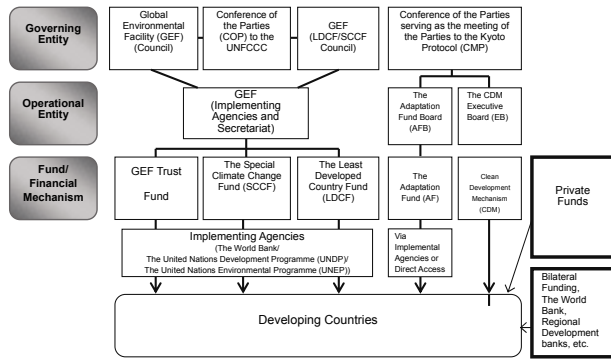 Governing
Entity
Global
Environmental
Facility (GEF)
(Council)
Conference of
the Parties
(COP) to the
UNFCCC
GEF
(LDCF/SCCF
Council)
Conference of the Parties
serving as the meeting of
the Parties to the Kyoto
Protocol (CMP)
Operational
Entity
GEF
(Implementing
Agencies and
Secretariat)
The
Adaptation
Fund Board
(AFB)
The CDM
Executive
Board (EB)
Fund/
Financial
Mechanism
GEF Trust
Fund
The Special
Climate Change
Fund (SCCF)
The Least
Developed
Country Fund
(LDCF)
The
Adaptation
Fund (AF)
Clean
Development
Mechanism
(CDM)
Private
Funds
Implementing Agencies
(The World Bank/
The United Nations Development Programme (UNDP)/
The United Nations Environmental Programme (UNEP))
Via
Implemental
Agencies or
Direct Access
Developing Countries
Bilateral
Funding,
The World
Bank,
Regional
Development
banks, etc.